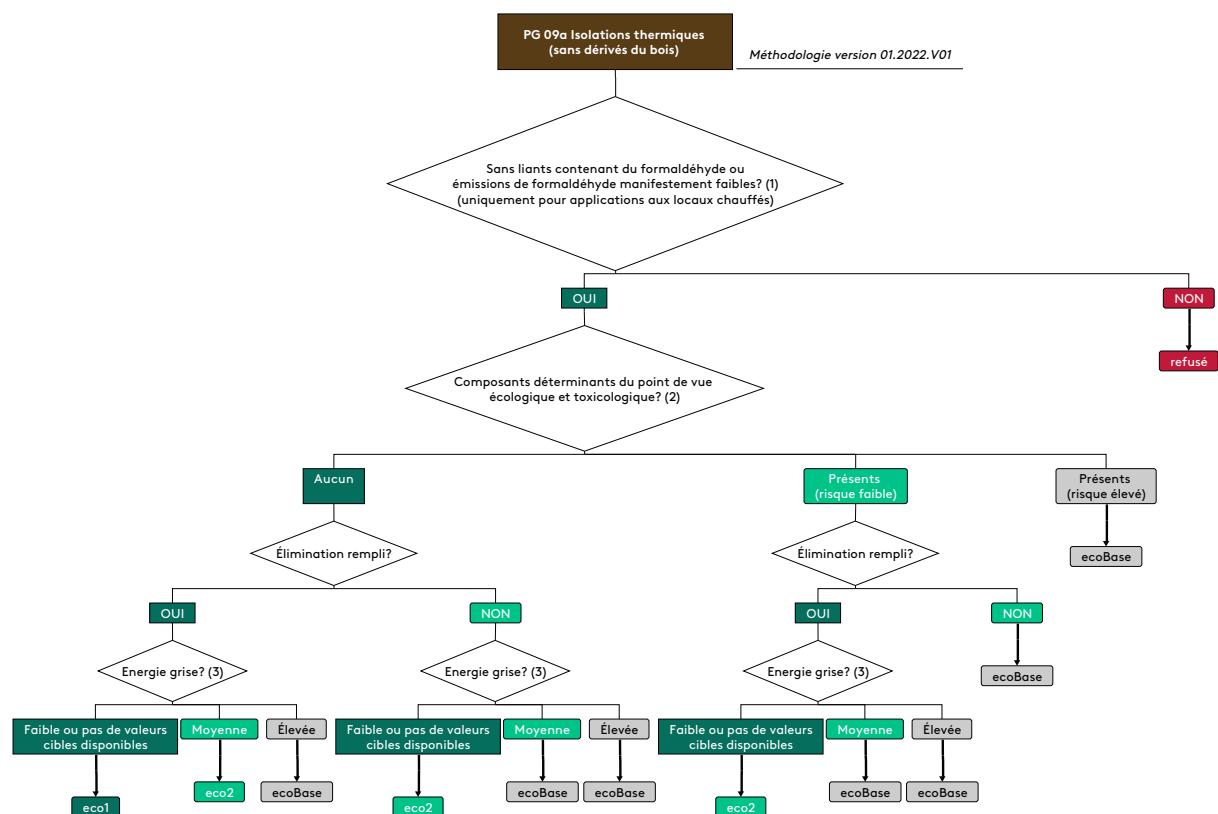 PG 09a Isolations thermiques
(sans dérivés du bois)
Méthodologie version 01.2022.V01
Sans liants contenant du formaldéhyde ou
émissions de formaldéhyde manifestement faibles? (1)
(uniquement pour applications aux locaux chauffés)
OUI
NON
refusé
Composants déterminants du point de vue
écologique et toxicologique? (2)
Aucun
Présents
(risque faible)
Présents
(risque élevé)
ecoBase
Élimination rempli?
Élimination rempli?
OUI
NON
OUI
NON
ecoBase
Energie grise? (3)
Energie grise? (3)
Energie grise? (3)
Faible ou pas de valeurs
cibles disponibles
Moyenne
Élevée
Faible ou pas de valeurs
cibles disponibles
Moyenne
Élevée
Faible ou pas de valeurs
cibles disponibles
Moyenne
Élevée
eco1
eco2
ecoBase
eco2
ecoBase
ecoBase
eco2
ecoBase
ecoBase